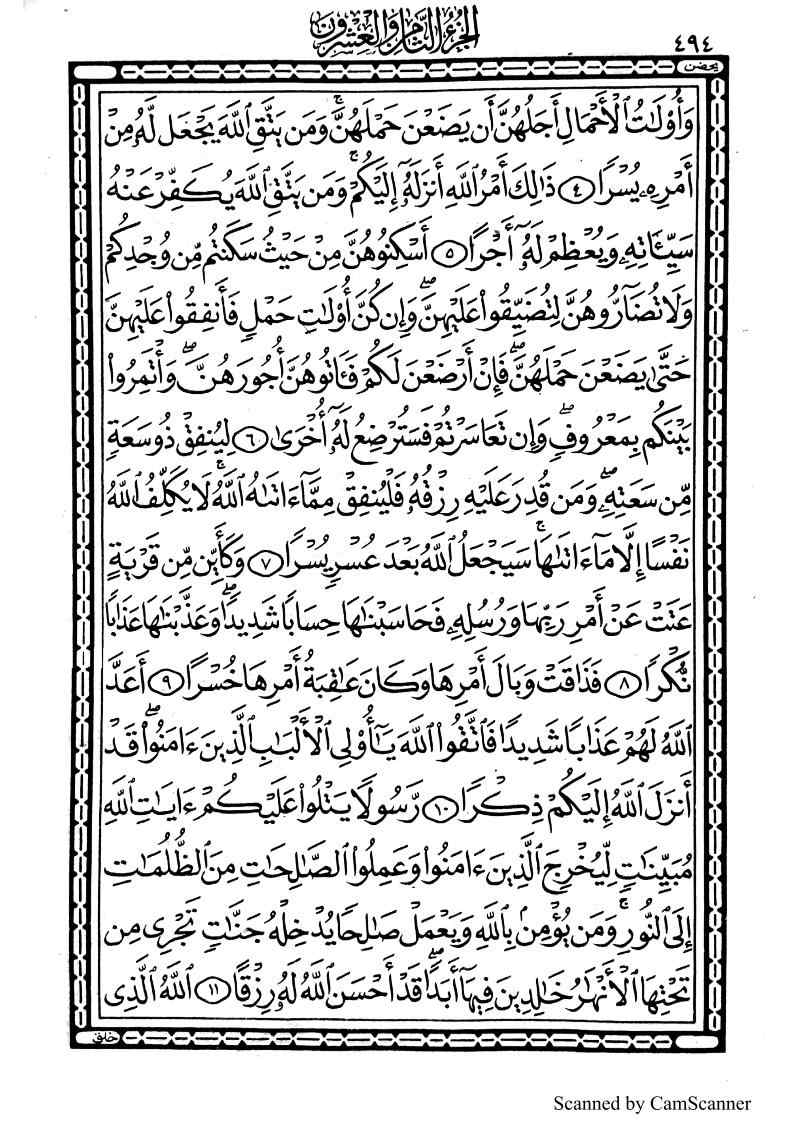 الجزء الثامن والعشرون
٤٩٤
يحضن
وَأُوْلَٰتُ ٱلْأَحْمَالِ أَجَلُهُنَّ أَن يَضَعْنَ حَمْلَهُنَّۚ وَمَن يَتَّقِ ٱللَّهَ يَجْعَل لَّهُۥ مِنْ
أَمْرِهِۦ يُسْرًا ٤ ذَٰلِكَ أَمْرُ ٱللَّهِ أَنزَلَهُۥٓ إِلَيْكُمْۚ وَمَن يَتَّقِ ٱللَّهَ يُكَفِّرْ عَنْهُ
سَيِّـَٔاتِهِۦ وَيُعْظِمْ لَهُۥٓ أَجْرًا ٥ أَسْكِنُوهُنَّ مِنْ حَيْثُ سَكَنتُم مِّن وُجْدِكُمْ
وَلَا تُضَآرُّوهُنَّ لِتُضَيِّقُوا۟ عَلَيْهِنَّۖ وَإِن كُنَّ أُوْلَٰتِ حَمْلٍ فَأَنفِقُوا۟ عَلَيْهِنَّ
حَتَّىٰ يَضَعْنَ حَمْلَهُنَّۖ فَإِنْ أَرْضَعْنَ لَكُمْ فَـَٔاتُوهُنَّ أُجُورَهُنَّۖ وَأْتَمِرُوا۟
بَيْنَكُم بِمَعْرُوفٍۖ وَإِن تَعَاسَرْتُمْ فَسَتُرْضِعُ لَهُۥٓ أُخْرَىٰ ٦ لِيُنفِقْ ذُو سَعَةٍ
مِّن سَعَتِهِۦۖ وَمَن قُدِرَ عَلَيْهِ رِزْقُهُۥ فَلْيُنفِقْ مِمَّآ ءَاتَىٰهُ ٱللَّهُۚ لَا يُكَلِّفُ ٱللَّهُ
نَفْسًا إِلَّا مَآ ءَاتَىٰهَاۚ سَيَجْعَلُ ٱللَّهُ بَعْدَ عُسْرٍ يُسْرًا ٧ وَكَأَيِّن مِّن قَرْيَةٍ
عَتَتْ عَنْ أَمْرِ رَبِّهَا وَرُسُلِهِۦ فَحَاسَبْنَٰهَا حِسَابًا شَدِيدًا وَعَذَّبْنَٰهَا عَذَابًا
نُّكْرًا ٨ فَذَاقَتْ وَبَالَ أَمْرِهَا وَكَانَ عَٰقِبَةُ أَمْرِهَا خُسْرًا ٩ أَعَدَّ
ٱللَّهُ لَهُمْ عَذَابًا شَدِيدًا فَٱتَّقُوا۟ ٱللَّهَ يَٰٓأُوْلِى ٱلْأَلْبَٰبِ ٱلَّذِينَ ءَامَنُوا۟ۖ قَدْ
أَنزَلَ ٱللَّهُ إِلَيْكُمْ ذِكْرًا ١٠ رَّسُولًا يَتْلُوا۟ عَلَيْكُمْ ءَايَٰتِ ٱللَّهِ
مُبَيِّنَٰتٍ لِّيُخْرِجَ ٱلَّذِينَ ءَامَنُوا۟ وَعَمِلُوا۟ ٱلصَّٰلِحَٰتِ مِنَ ٱلظُّلُمَٰتِ
إِلَى ٱلنُّورِۚ وَمَن يُؤْمِنۢ بِٱللَّهِ وَيَعْمَلْ صَٰلِحًا يُدْخِلْهُ جَنَّٰتٍ تَجْرِى مِن
تَحْتِهَا ٱلْأَنْهَٰرُ خَٰلِدِينَ فِيهَآ أَبَدًاۖ قَدْ أَحْسَنَ ٱللَّهُ لَهُۥ رِزْقًا ١١ ٱللَّهُ ٱلَّذِى
خلق
Scanned by CamScanner